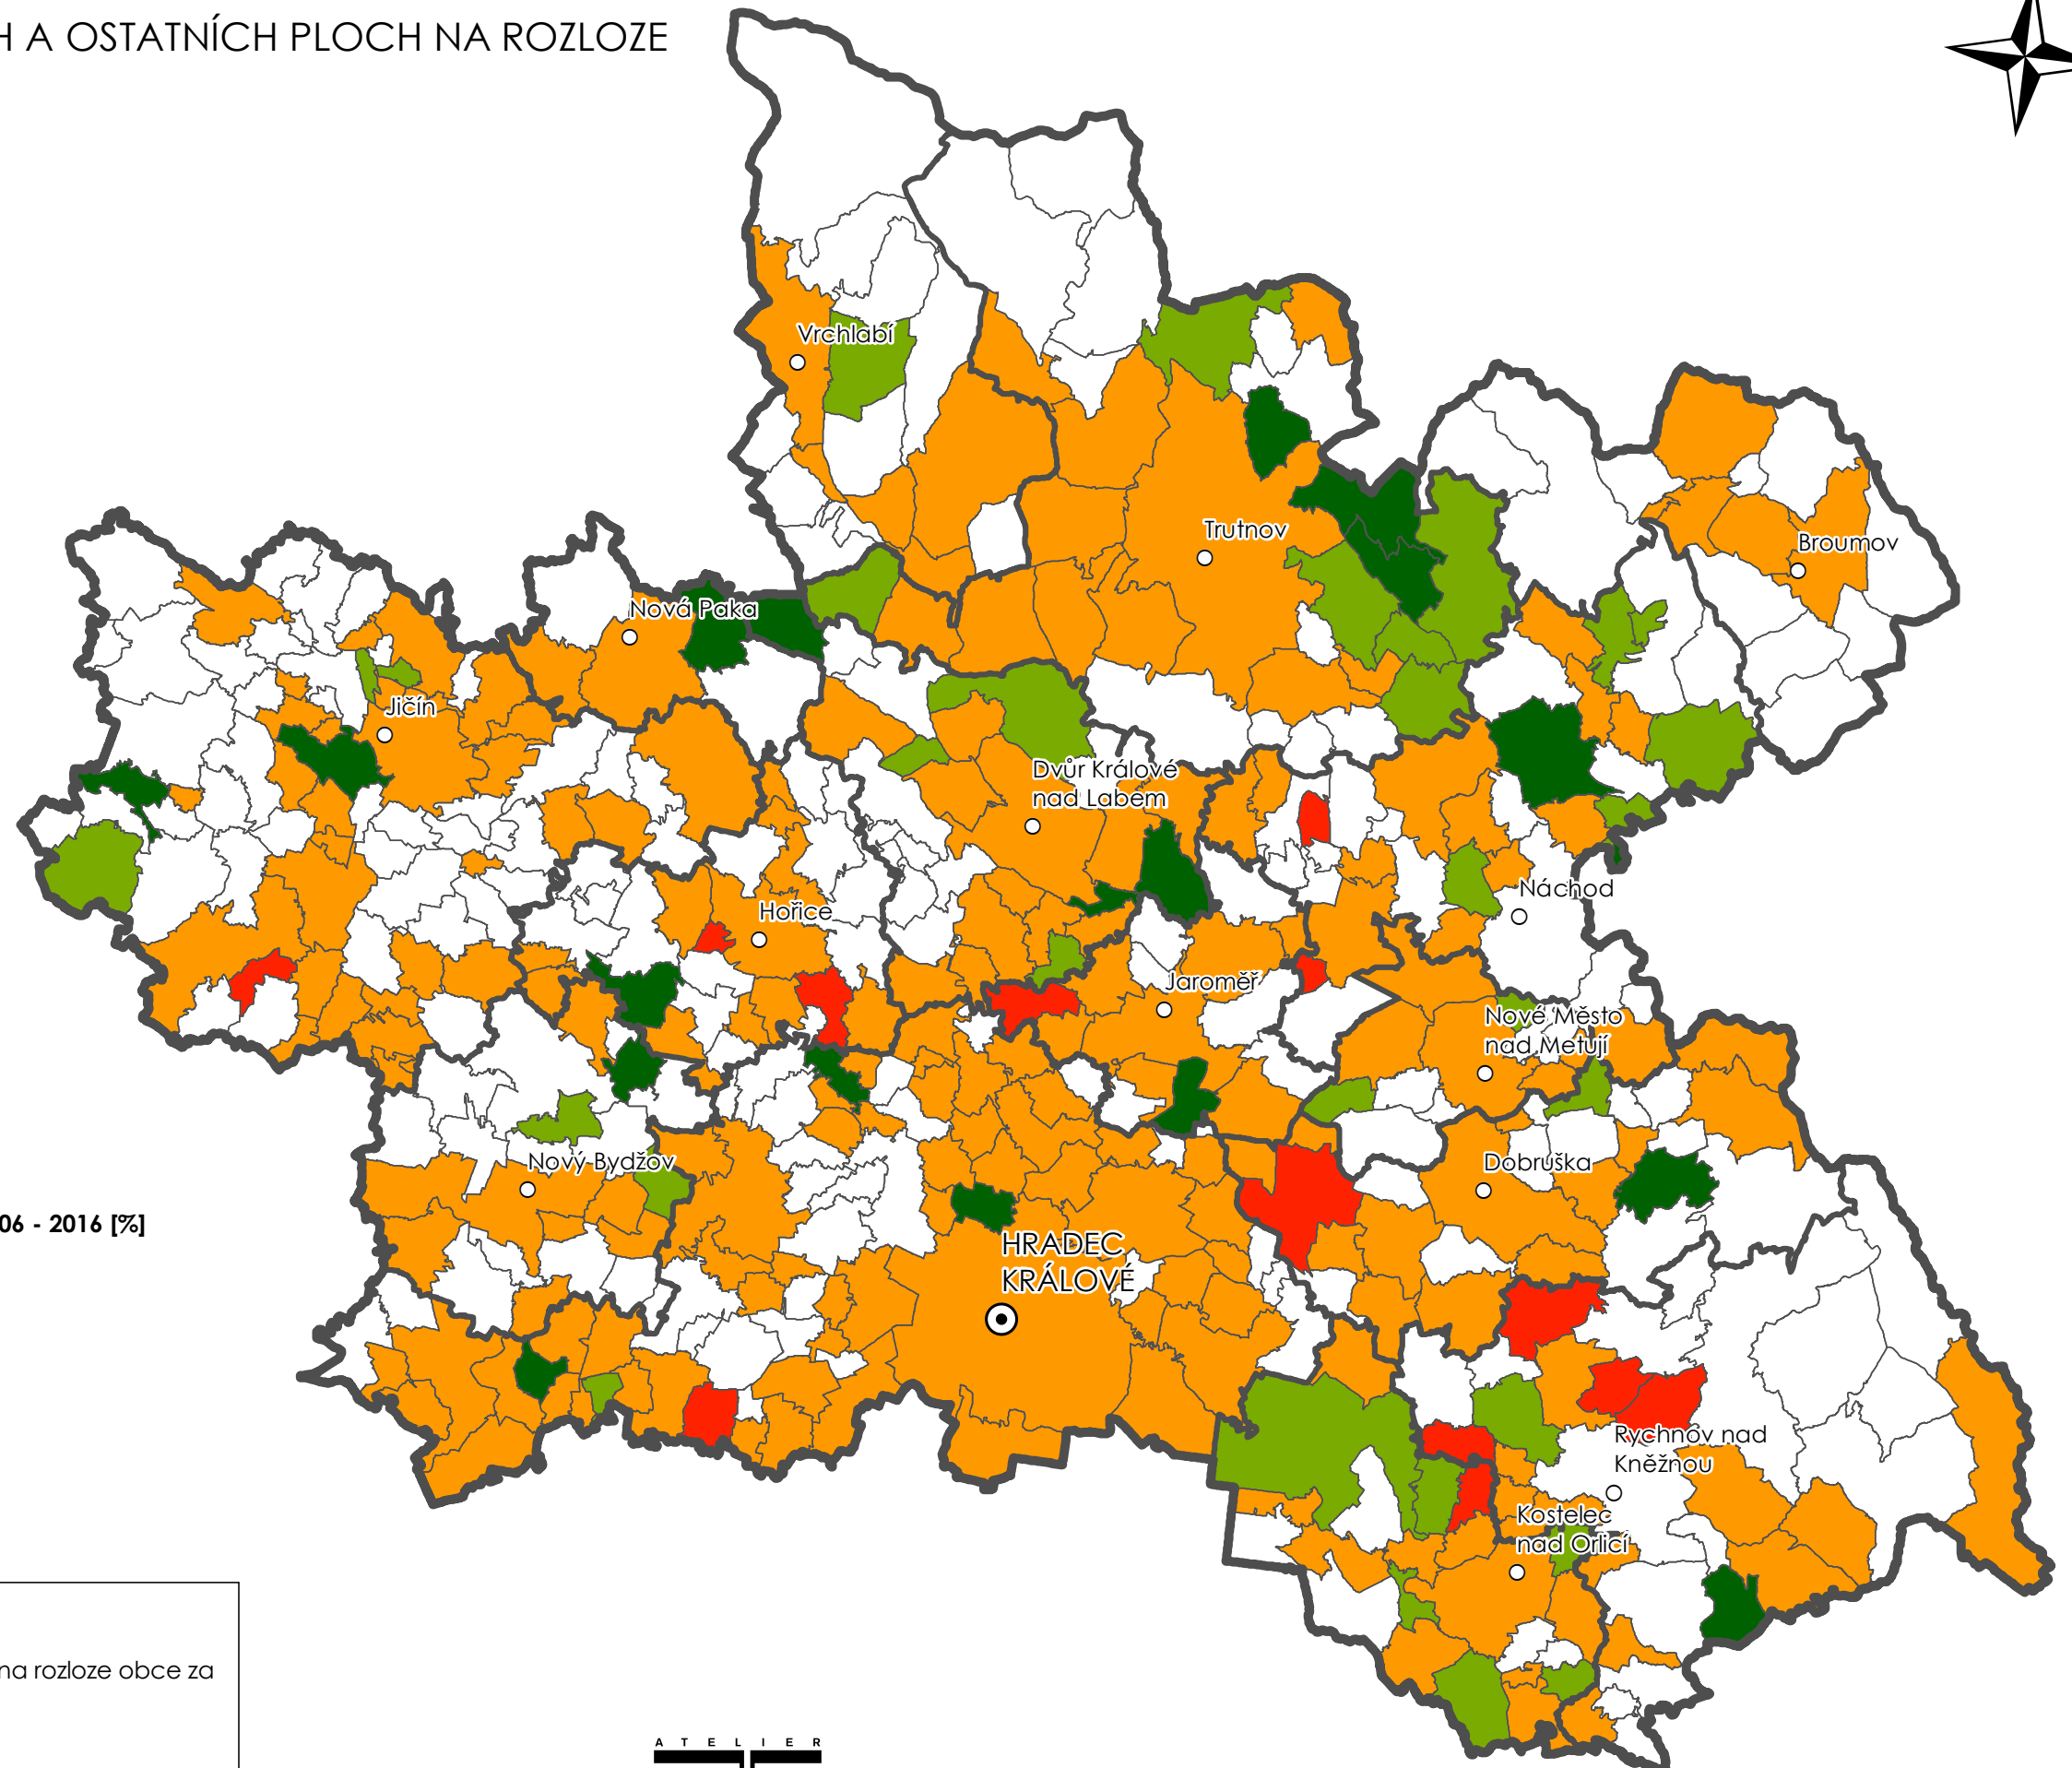 H A OSTATNÍCH PLOCH NA ROZLOZE
Vrchlabí
Trutnov
Broumov
Nová Paka
Jičín
Dvůr Králové
nad Labem
Náchod
Hořice
Jaroměř
Nové Město
nad Metují
Nový Bydžov
Dobruška
06 - 2016 [%]
HRADEC
KRÁLOVÉ
Rychnov nad
Kněžnou
Kostelec
nad Orlicí
na rozloze obce za
A T E L I E R